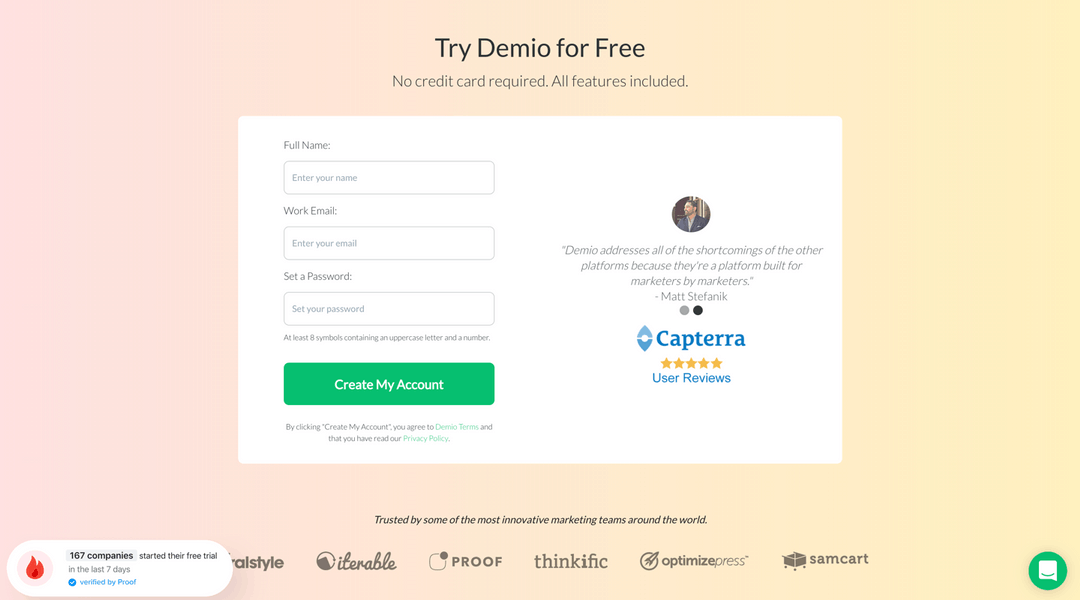 Try Demio for Free
No credit card required. All features included.
Full Name:
Enter your name
Work Email:
Enter your email
Set a Password:
Set your password
At least 8 symbols containing an uppercase letter and a number.
Create My Account
By clicking "Create My Account", you agree to Demio Terms and
that you have read our Privacy Policy.
"Demio addresses all of the shortcomings of the other
platforms because they're a platform built for
marketers by marketers."
- Matt Stefanik
Capterra
User Reviews
Trusted by some of the most innovative marketing teams around the world.
ralstyle iterable PROOF thinkific optimizepress™ samcart
167 companies started their free trial
in the last 7 days
verified by Proof